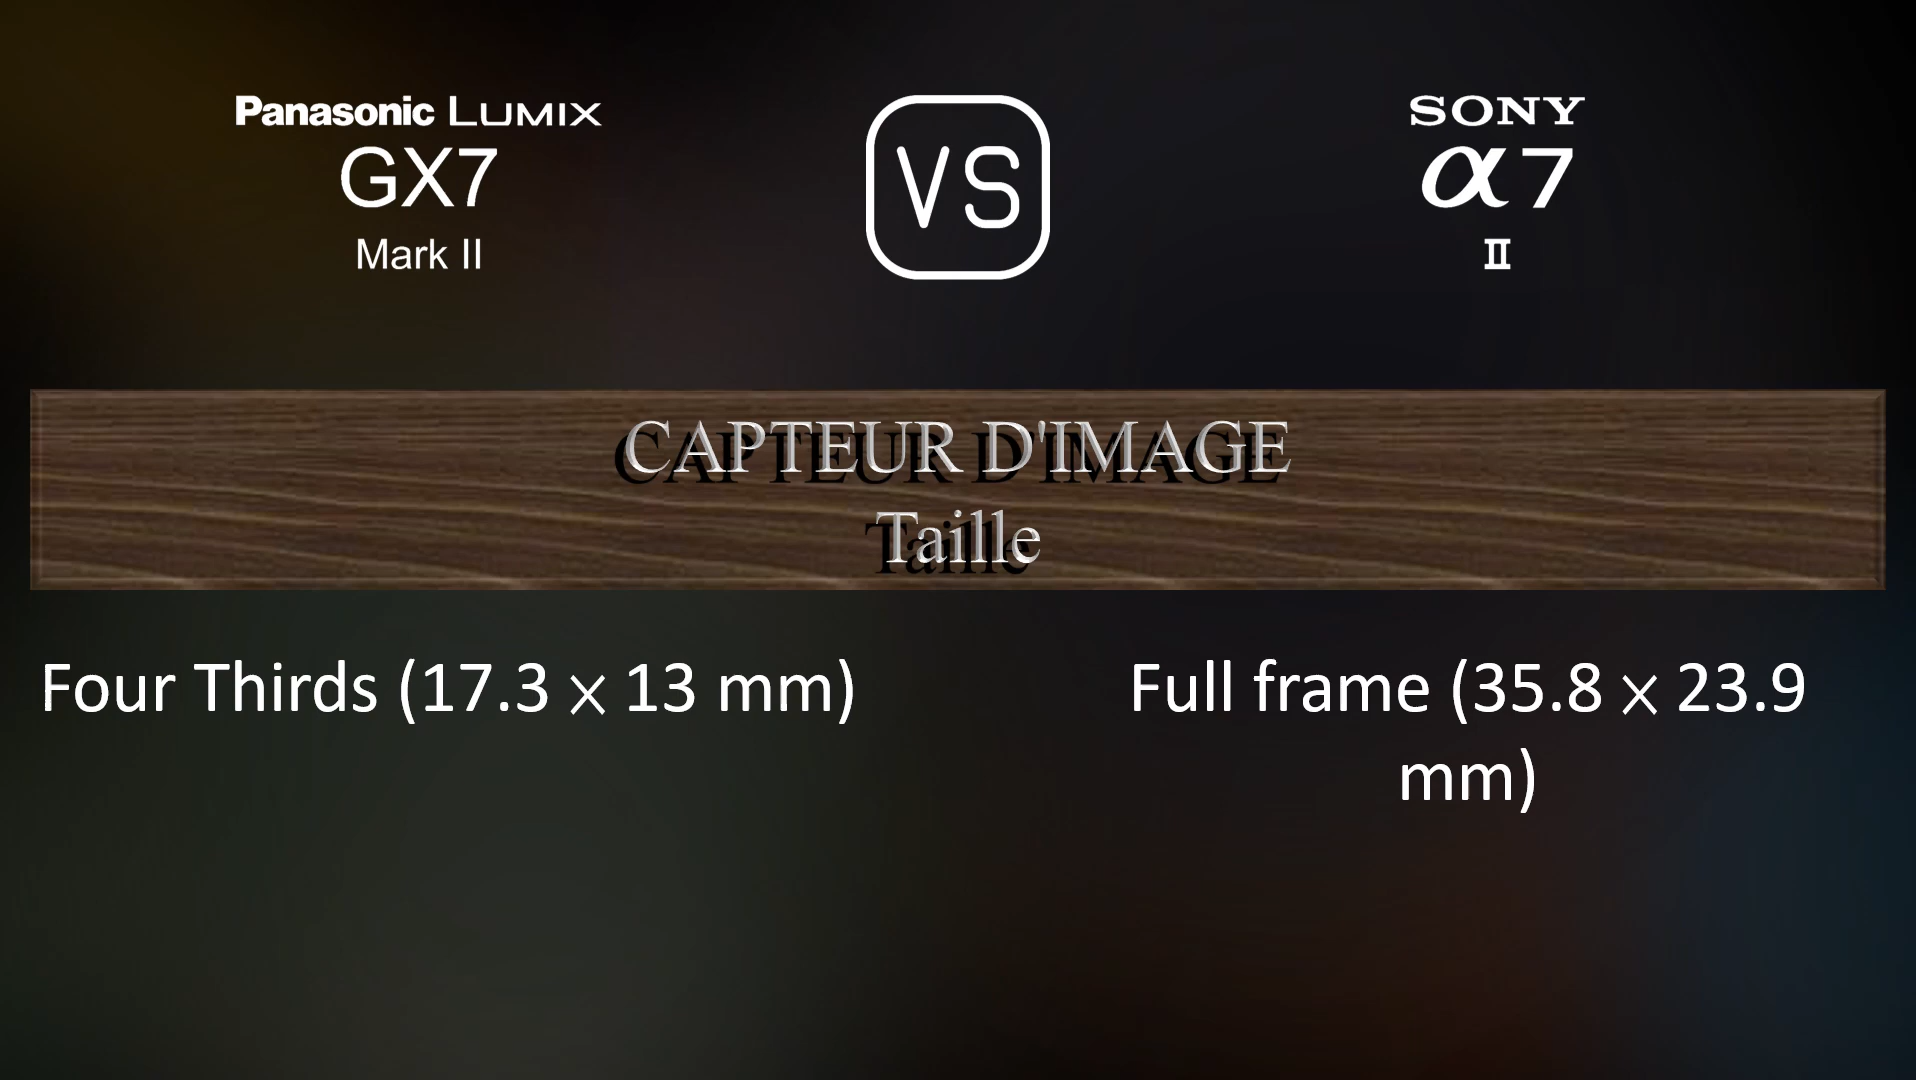 Panasonic LUMIX
GX7
Mark II
VS
SONY
α7
II
CAPTEUR D'IMAGE
Taille
Four Thirds (17.3 x 13 mm)
Full frame (35.8 x 23.9
mm)